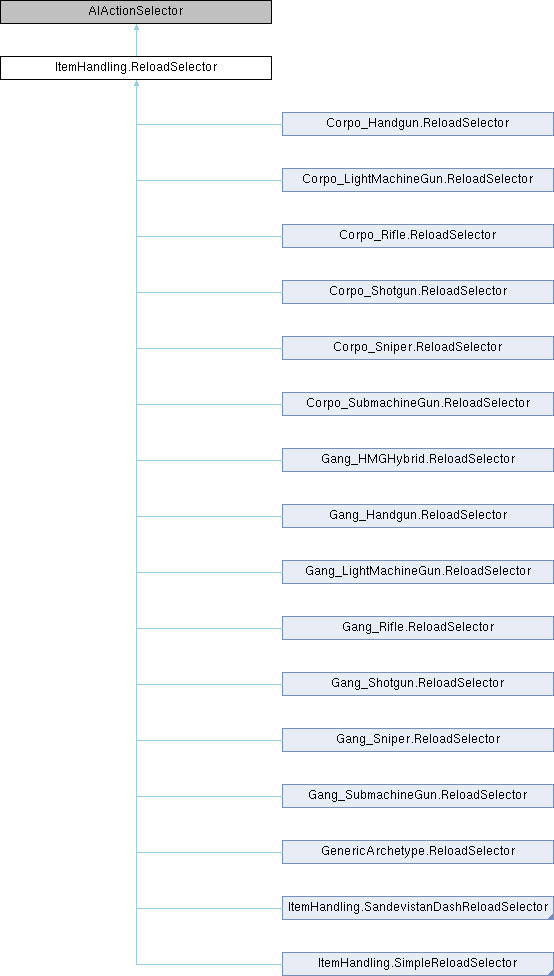 AIActionSelector
ItemHandling.ReloadSelector
Corpo_Handgun.ReloadSelector
Corpo_LightMachineGun.ReloadSelector
Corpo_Rifle.ReloadSelector
Corpo_Shotgun.ReloadSelector
Corpo_Sniper.ReloadSelector
Corpo_SubmachineGun.ReloadSelector
Gang_HMGHybrid.ReloadSelector
Gang_Handgun.ReloadSelector
Gang_LightMachineGun.ReloadSelector
Gang_Rifle.ReloadSelector
Gang_Shotgun.ReloadSelector
Gang_Sniper.ReloadSelector
Gang_SubmachineGun.ReloadSelector
GenericArchetype.ReloadSelector
ItemHandling.SandevistanDashReloadSelector
ItemHandling.SimpleReloadSelector